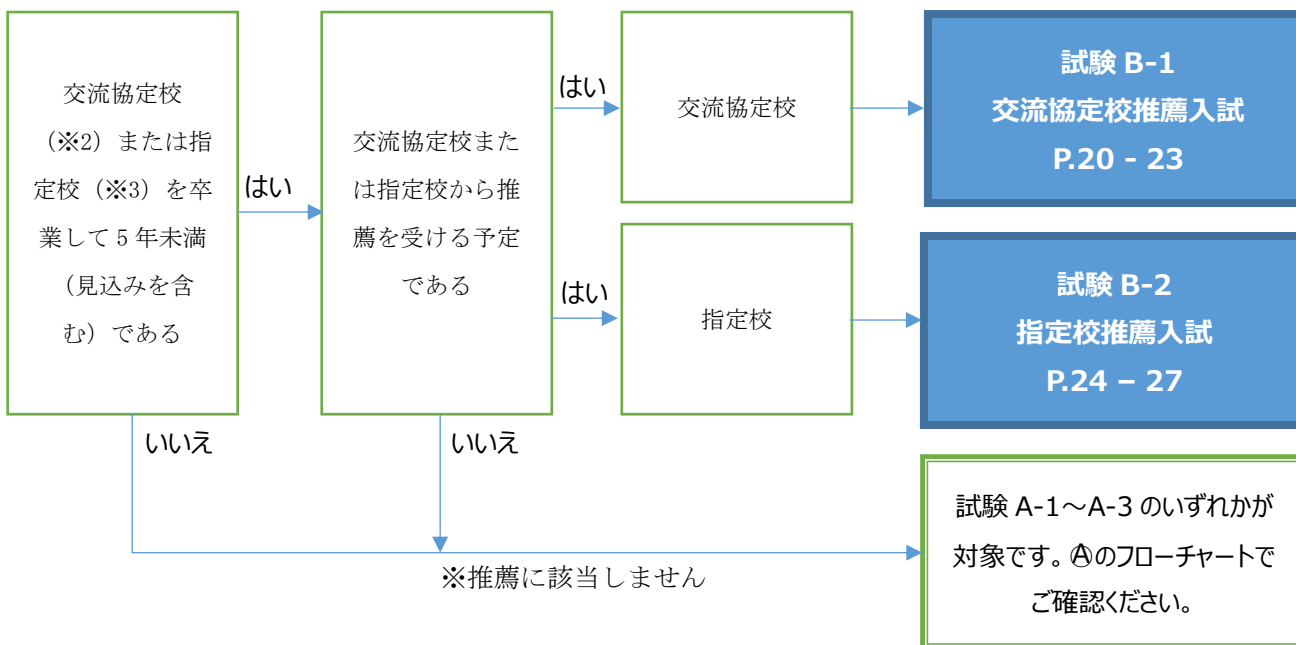 交流協定校
（※2）または指
定校（※3）を卒
業して 5 年未満
（見込みを含
む）である
はい
いいえ
交流協定校また
は指定校から推
薦を受ける予定
である
はい
はい
いいえ
交流協定校
指定校
試験 B-1
交流協定校推薦入試
P.20 - 23
試験 B-2
指定校推薦入試
P.24 – 27
※推薦に該当しません
試験 A-1～A-3 のいずれかが
対象です。Ⓐのフローチャートで
ご確認ください。